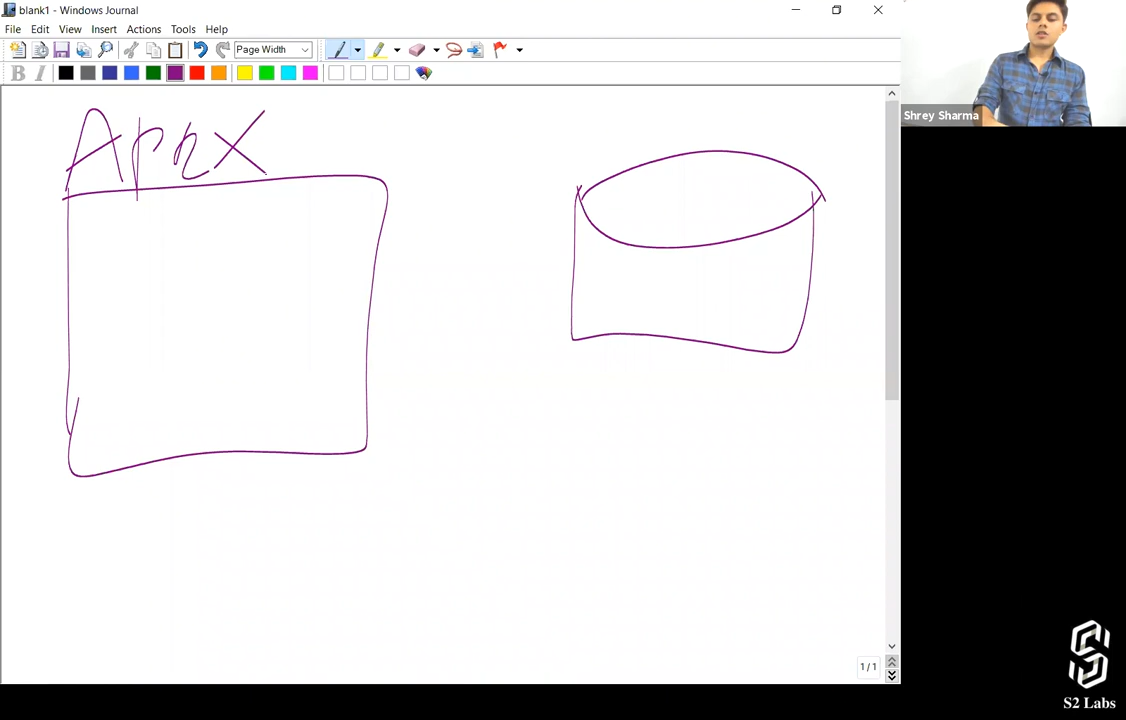 blank1 - Windows Journal
File Edit View Insert Actions Tools Help
Page Width
B I
Apex
1/1
Shrey Sharma
S2 Labs